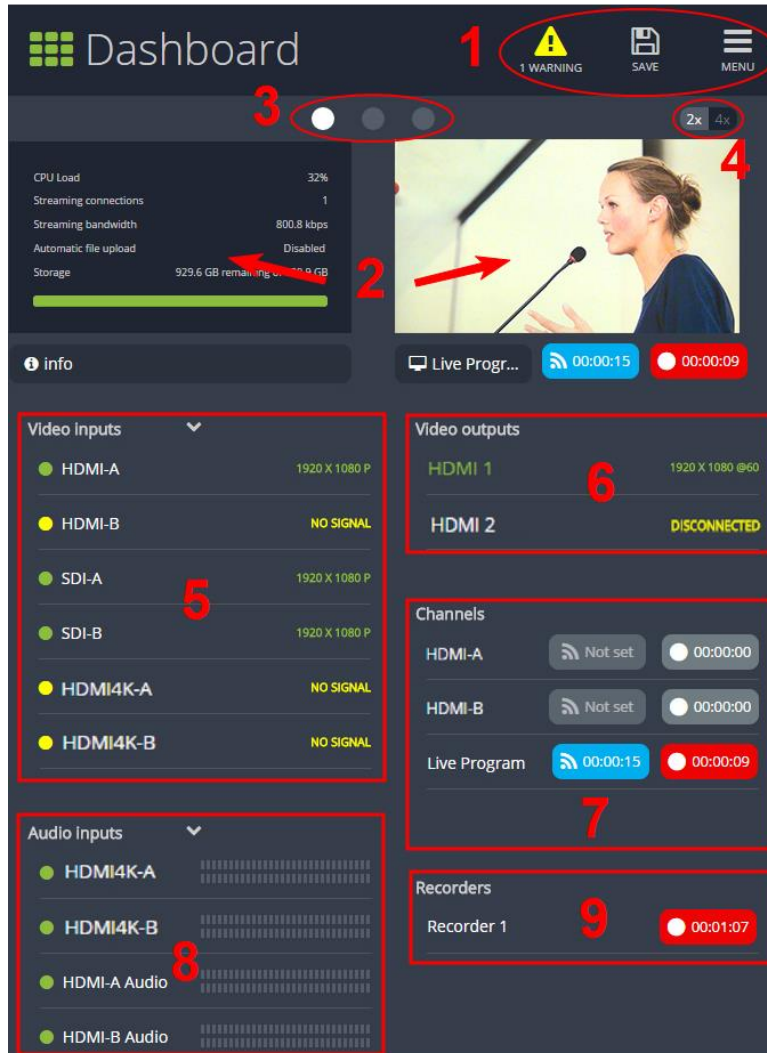 Dashboard
1
1 WARNING
SAVE
MENU
3
2x 4x
4
CPU Load 32%
Streaming connections 1
Streaming bandwidth 800.8 kbps
Automatic file upload Disabled
Storage 929.6 GB remaining
2
info
Live Progr... 00:00:15 00:00:09
Video inputs
HDMI-A 1920 X 1080 P
HDMI-B NO SIGNAL
SDI-A 1920 X 1080 P
5
SDI-B 1920 X 1080 P
HDMI4K-A NO SIGNAL
HDMI4K-B NO SIGNAL
Video outputs
HDMI 1 1920 X 1080 @60
6
HDMI 2 DISCONNECTED
Channels
HDMI-A Not set 00:00:00
HDMI-B Not set 00:00:00
Live Program 00:00:15 00:00:09
7
Audio inputs
HDMI4K-A
HDMI4K-B
8
HDMI-A Audio
HDMI-B Audio
Recorders
Recorder 1 00:01:07
9